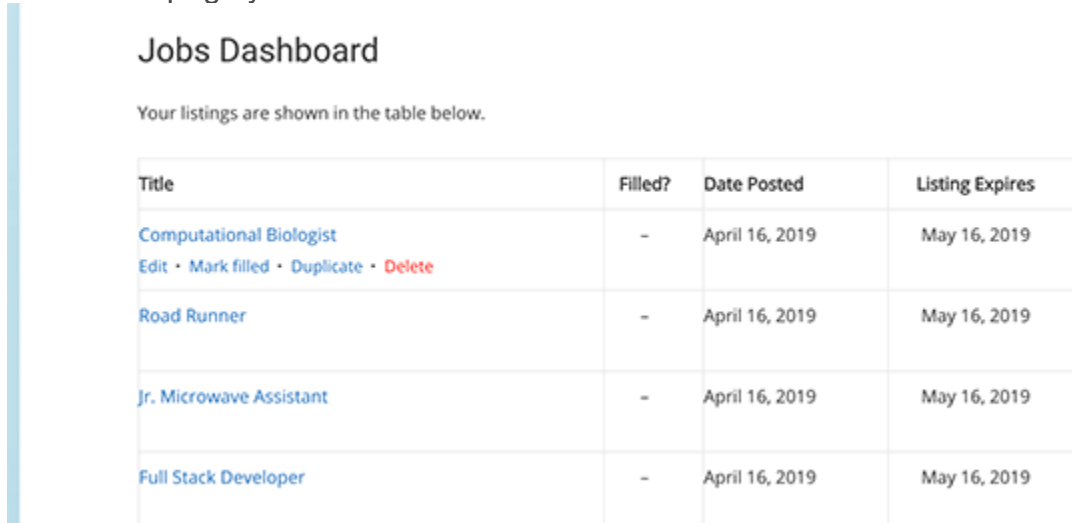 Jobs Dashboard
Your listings are shown in the table below.
Title Filled? Date Posted Listing Expires
Computational Biologist – April 16, 2019 May 16, 2019
Edit • Mark filled • Duplicate • Delete
Road Runner – April 16, 2019 May 16, 2019
Jr. Microwave Assistant – April 16, 2019 May 16, 2019
Full Stack Developer – April 16, 2019 May 16, 2019